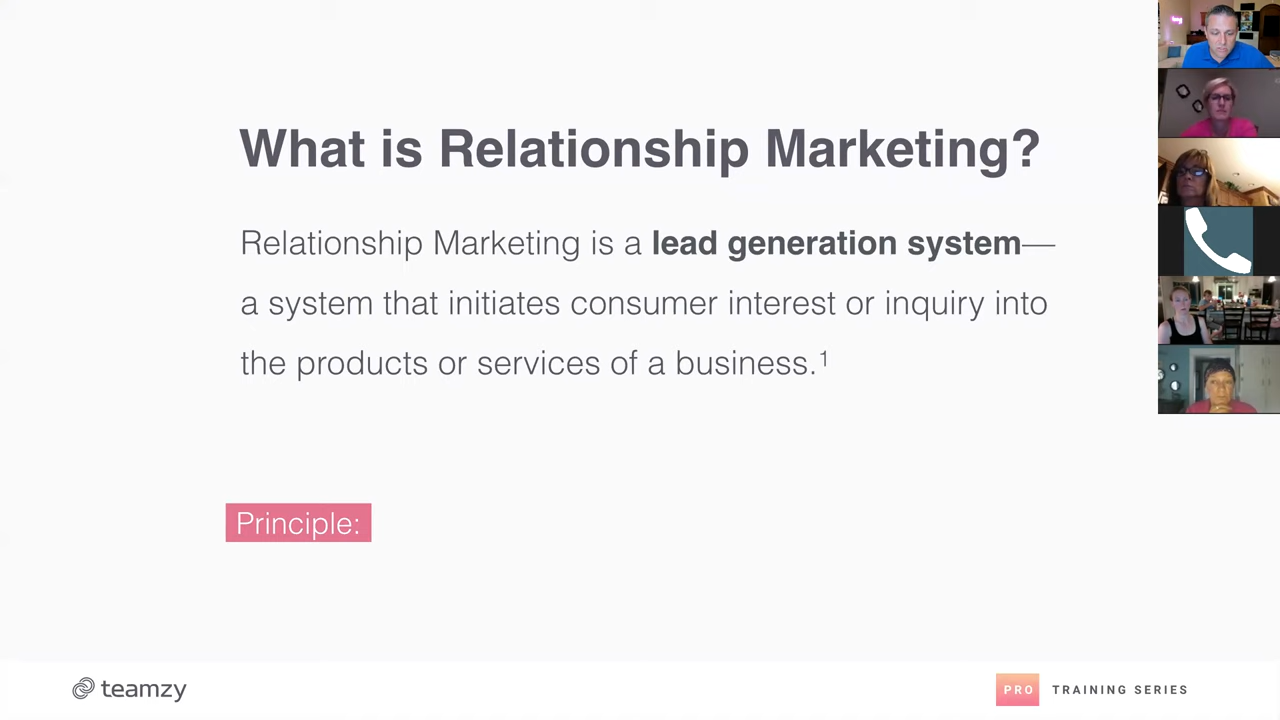 What is Relationship Marketing?
Relationship Marketing is a lead generation system—
a system that initiates consumer interest or inquiry into
the products or services of a business.¹
Principle:
teamzy
PRO TRAINING SERIES